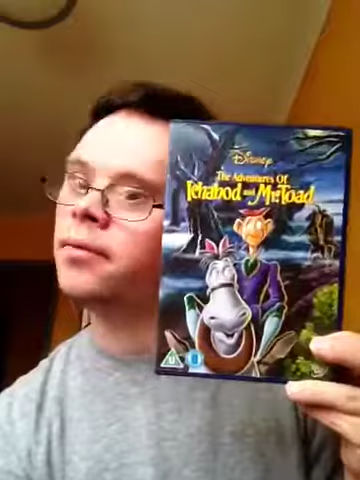 Disney
The Adventures Of
Ichabod and Mr. Toad
U
U